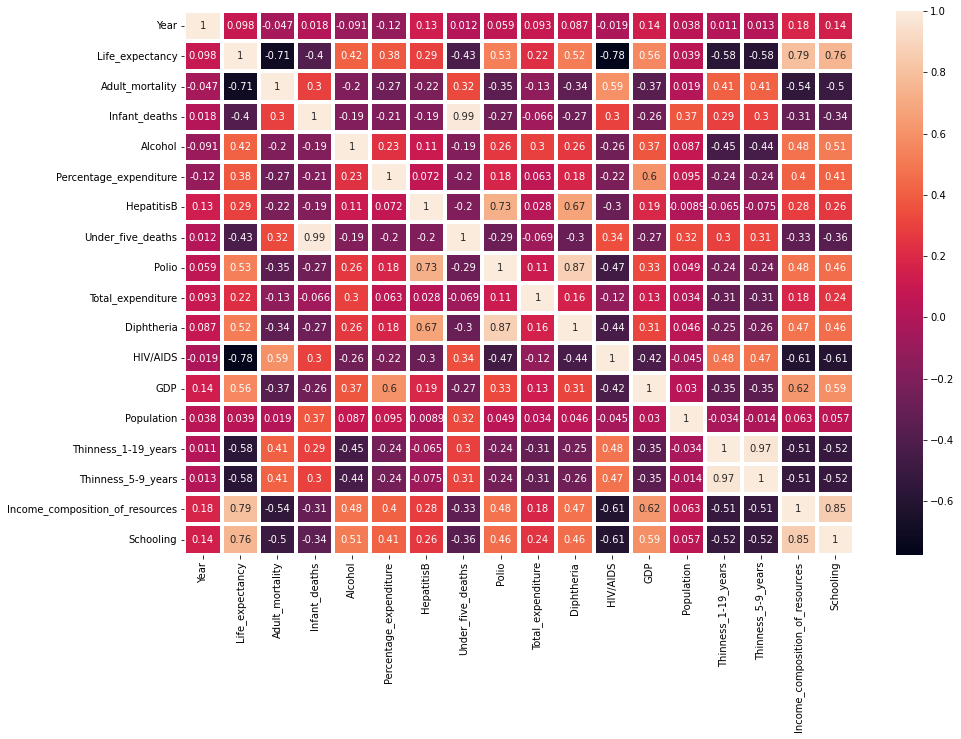 Year 1 0.098 -0.047 0.018 -0.091 -0.12 0.13 0.012 0.059 0.093 0.087 -0.019 0.14 0.038 0.011 0.013 0.18 0.14
Life_expectancy 0.098 1 -0.71 -0.4 0.42 0.38 0.29 -0.43 0.53 0.22 0.52 -0.78 0.56 0.039 -0.58 -0.58 0.79 0.76
Adult_mortality -0.047 -0.71 1 0.3 -0.2 -0.27 -0.22 0.32 -0.35 -0.13 -0.34 0.59 -0.37 0.019 0.41 0.41 -0.54 -0.5
Infant_deaths 0.018 -0.4 0.3 1 -0.19 -0.21 -0.19 0.99 -0.27 -0.066 -0.27 0.3 -0.26 0.37 0.29 0.3 -0.31 -0.34
Alcohol -0.091 0.42 -0.2 -0.19 1 0.23 0.11 -0.19 0.26 0.3 0.26 -0.26 0.37 0.087 -0.45 -0.44 0.48 0.51
Percentage_expenditure -0.12 0.38 -0.27 -0.21 0.23 1 0.072 -0.2 0.18 0.063 0.18 -0.22 0.6 0.095 -0.24 -0.24 0.4 0.41
HepatitisB 0.13 0.29 -0.22 -0.19 0.11 0.072 1 -0.2 0.73 0.028 0.67 -0.3 0.19 -0.0089 -0.065 -0.075 0.28 0.26
Under_five_deaths 0.012 -0.43 0.32 0.99 -0.19 -0.2 -0.2 1 -0.29 -0.069 -0.3 0.34 -0.27 0.32 0.3 0.31 -0.33 -0.36
Polio 0.059 0.53 -0.35 -0.27 0.26 0.18 0.73 -0.29 1 0.11 0.87 -0.47 0.33 0.049 -0.24 -0.24 0.48 0.46
Total_expenditure 0.093 0.22 -0.13 -0.066 0.3 0.063 0.028 -0.069 0.11 1 0.16 -0.12 0.13 0.034 -0.31 -0.31 0.18 0.24
Diphtheria 0.087 0.52 -0.34 -0.27 0.26 0.18 0.67 -0.3 0.87 0.16 1 -0.44 0.31 0.046 -0.25 -0.26 0.47 0.46
HIV/AIDS -0.019 -0.78 0.59 0.3 -0.26 -0.22 -0.3 0.34 -0.47 -0.12 -0.44 1 -0.42 -0.045 0.48 0.47 -0.61 -0.61
GDP 0.14 0.56 -0.37 -0.26 0.37 0.6 0.19 -0.27 0.33 0.13 0.31 -0.42 1 0.03 -0.35 -0.35 0.62 0.59
Population 0.038 0.039 0.019 0.37 0.087 0.095 -0.0089 0.32 0.049 0.034 0.046 -0.045 0.03 1 -0.034 -0.014 0.063 0.057
Thinness_1-19_years 0.011 -0.58 0.41 0.29 -0.45 -0.24 -0.065 0.3 -0.24 -0.31 -0.25 0.48 -0.35 -0.034 1 0.97 -0.51 -0.52
Thinness_5-9_years 0.013 -0.58 0.41 0.3 -0.44 -0.24 -0.075 0.31 -0.24 -0.31 -0.26 0.47 -0.35 -0.014 0.97 1 -0.51 -0.52
Income_composition_of_resources 0.18 0.79 -0.54 -0.31 0.48 0.4 0.28 -0.33 0.48 0.18 0.47 -0.61 0.62 0.063 -0.51 -0.51 1 0.85
Schooling 0.14 0.76 -0.5 -0.34 0.51 0.41 0.26 -0.36 0.46 0.24 0.46 -0.61 0.59 0.057 -0.52 -0.52 0.85 1
Year
Life_expectancy
Adult_mortality
Infant_deaths
Alcohol
Percentage_expenditure
HepatitisB
Under_five_deaths
Polio
Total_expenditure
Diphtheria
HIV/AIDS
GDP
Population
Thinness_1-19_years
Thinness_5-9_years
Income_composition_of_resources
Schooling
1.0
0.8
0.6
0.4
0.2
0.0
−0.2
−0.4
−0.6